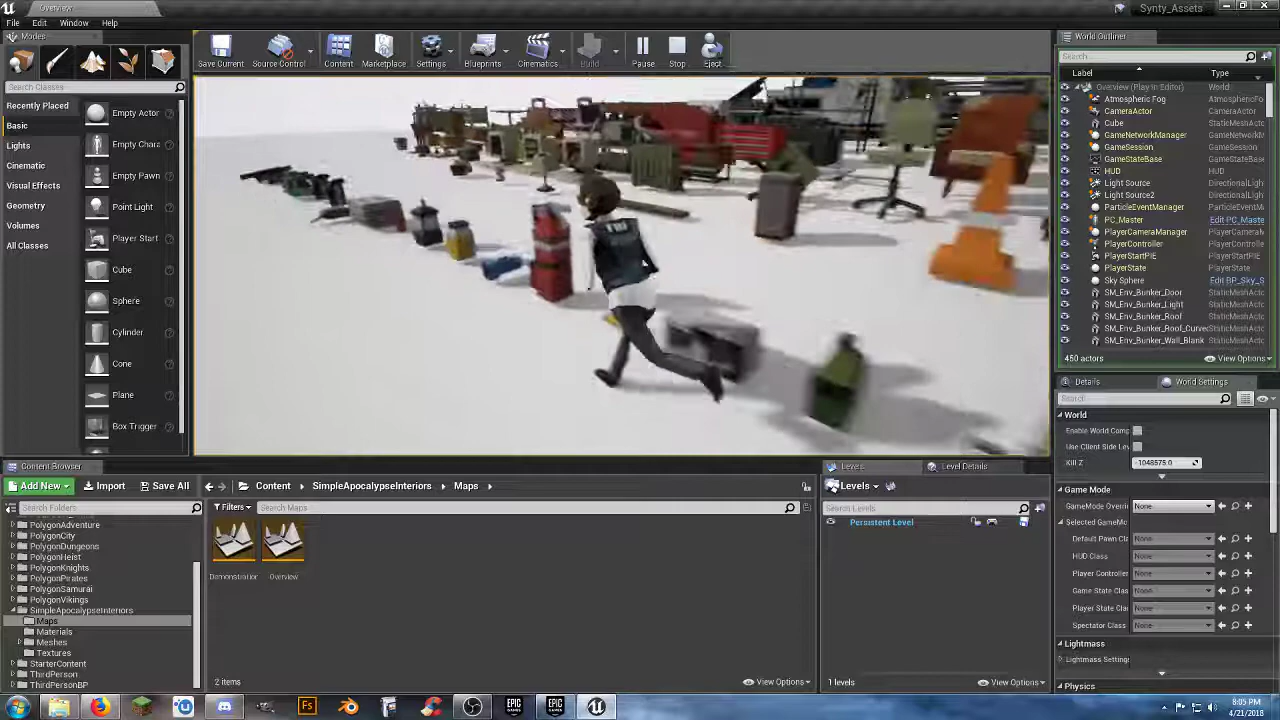 Overview
Synty_Assets
File
Edit
Window
Help
Modes
Search Classes
Recently Placed
Basic
Lights
Cinematic
Visual Effects
Geometry
Volumes
All Classes
Empty Actor
Empty Chara
Empty Pawn
Point Light
Player Start
Cube
Sphere
Cylinder
Cone
Plane
Box Trigger
Save Current
Source Control
Content
Marketplace
Settings
Blueprints
Cinematics
Build
Pause
Stop
Eject
FBI
World Outliner
Search
Label
Type
Overview (Play In Editor)
World
Atmospheric Fog
AtmosphericFo
CameraActor
CameraActor
Cube
StaticMeshActo
GameNetworkManager
GameNetworkM
GameSession
GameSession
GameStateBase
GameStateBase
HUD
HUD
Light Source
DirectionalLigh
Light Source2
DirectionalLigh
ParticleEventManager
ParticleEventM
PC_Master
Edit PC_Maste
PlayerCameraManager
PlayerCameraM
PlayerController
PlayerControlle
PlayerStartPIE
PlayerStartPIE
PlayerState
PlayerState
Sky Sphere
Edit BP_Sky_S
SM_Env_Bunker_Door
StaticMeshActo
SM_Env_Bunker_Light
StaticMeshActo
SM_Env_Bunker_Roof
StaticMeshActo
SM_Env_Bunker_Roof_Curve
StaticMeshActo
SM_Env_Bunker_Wall_Blank
StaticMeshActo
450 actors
View Options
Details
World Settings
Search
World
Enable World Comp
Use Client Side Lev
Kill Z
-1048575.0
Game Mode
GameMode Overri
None
Selected GameMo
Default Pawn Cla
None
HUD Class
None
Player Controller
None
Game State Clas
None
Player State Cla
None
Spectator Class
None
Lightmass
Lightmass Settings
Physics
Content Browser
Add New
Import
Save All
Content
SimpleApocalypseInteriors
Maps
Search Folders
Filters
Search Maps
PolygonAdventure
PolygonCity
PolygonDungeons
PolygonHeist
PolygonKnights
PolygonPirates
PolygonSamurai
PolygonVikings
SimpleApocalypseInteriors
Maps
Materials
Meshes
Textures
StarterContent
ThirdPerson
ThirdPersonBP
Demonstration
Overview
2 items
View Options
Levels
Level Details
Levels
Search Levels
Persistent Level
1 levels
View Options
Fs
EPIC GAMES
EPIC GAMES
8:05 PM
4/21/2018